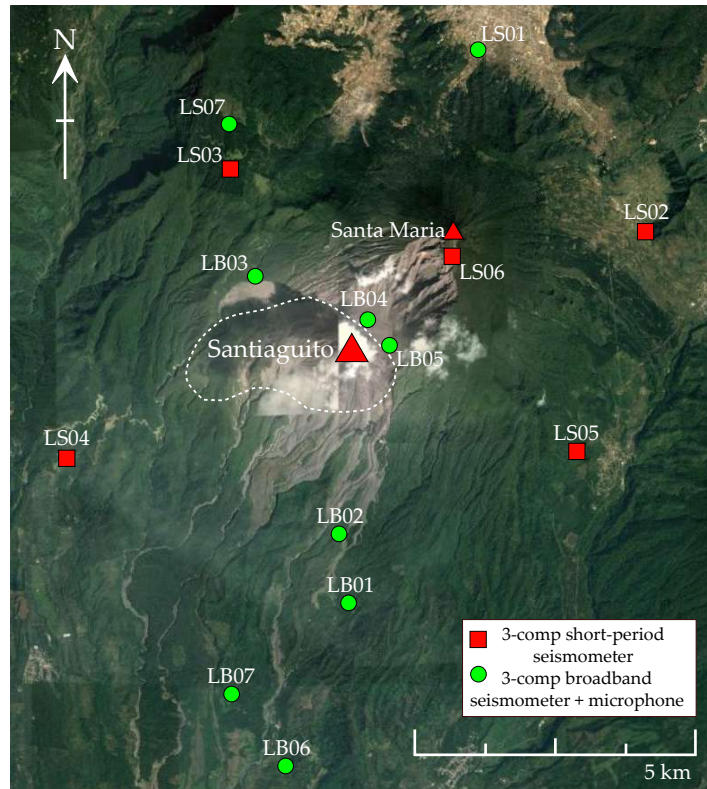 N
LS01
LS07
LS03
LS02
Santa Maria
LS06
LB03
LB04
Santiaguito
LB05
LS04
LS05
LB02
LB01
3-comp short-period
seismometer
3-comp broadband
seismometer + microphone
LB07
LB06
5 km